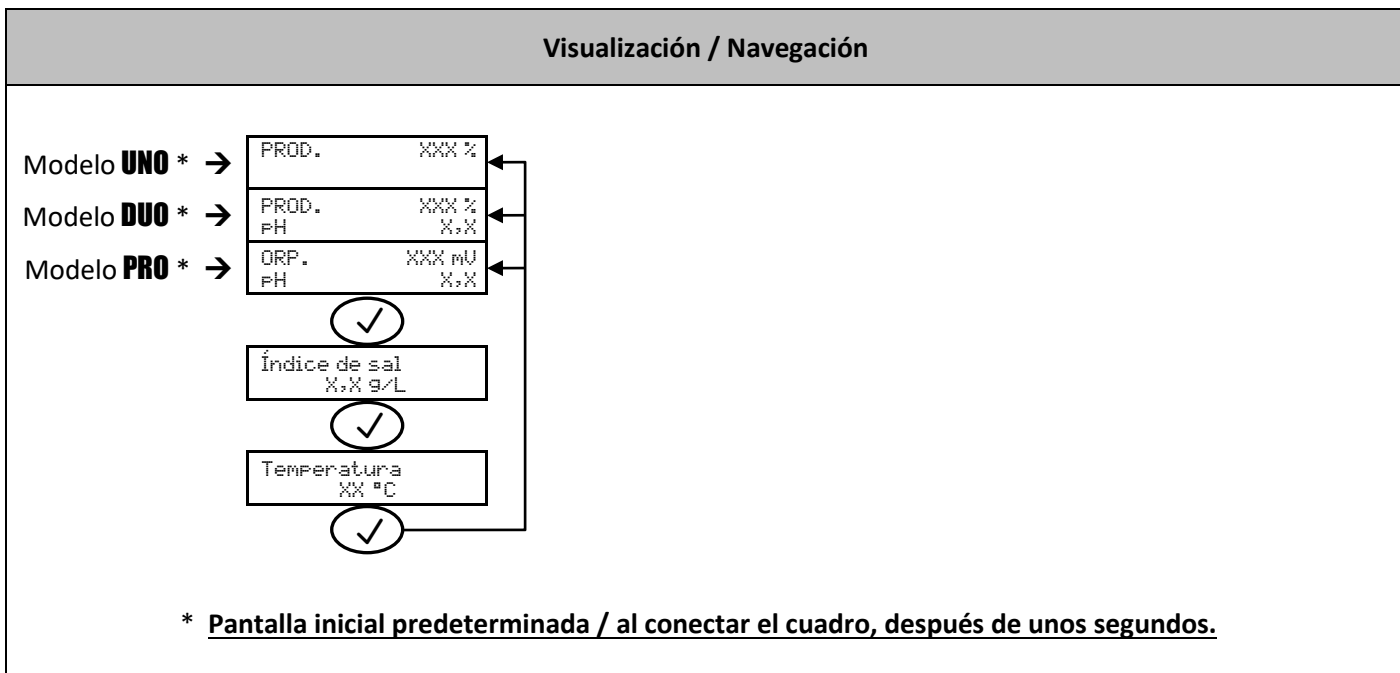 Visualización / Navegación
Modelo UNO * → PROD. XXX %
Modelo DUO * → PROD. XXX %
pH X,X
Modelo PRO * → ORP. XXX mV
pH X,X
Índice de sal
X,X g/L
Temperatura
XX °C
* Pantalla inicial predeterminada / al conectar el cuadro, después de unos segundos.